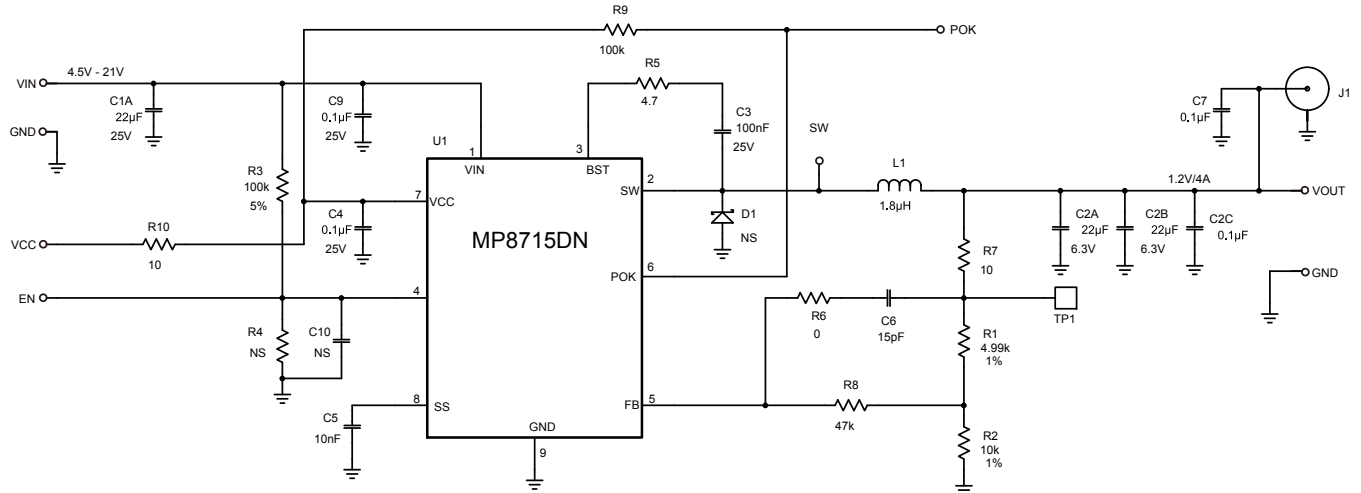 R9
100k
POK
VIN
4.5V - 21V
C1A
22µF
25V
GND
C9
0.1µF
25V
R5
4.7
C3
100nF
25V
SW
C7
0.1µF
J1
U1
1
VIN
3
BST
R3
100k
5%
7
VCC
C4
0.1µF
25V
SW
2
L1
1.8µH
1.2V/4A
VOUT
D1
NS
MP8715DN
C2A
22µF
6.3V
C2B
22µF
6.3V
C2C
0.1µF
R10
10
VCC
R7
10
POK
6
GND
EN
4
R4
NS
C10
NS
R6
0
C6
15pF
TP1
R1
4.99k
1%
C5
10nF
8
SS
FB
5
R8
47k
GND
9
R2
10k
1%